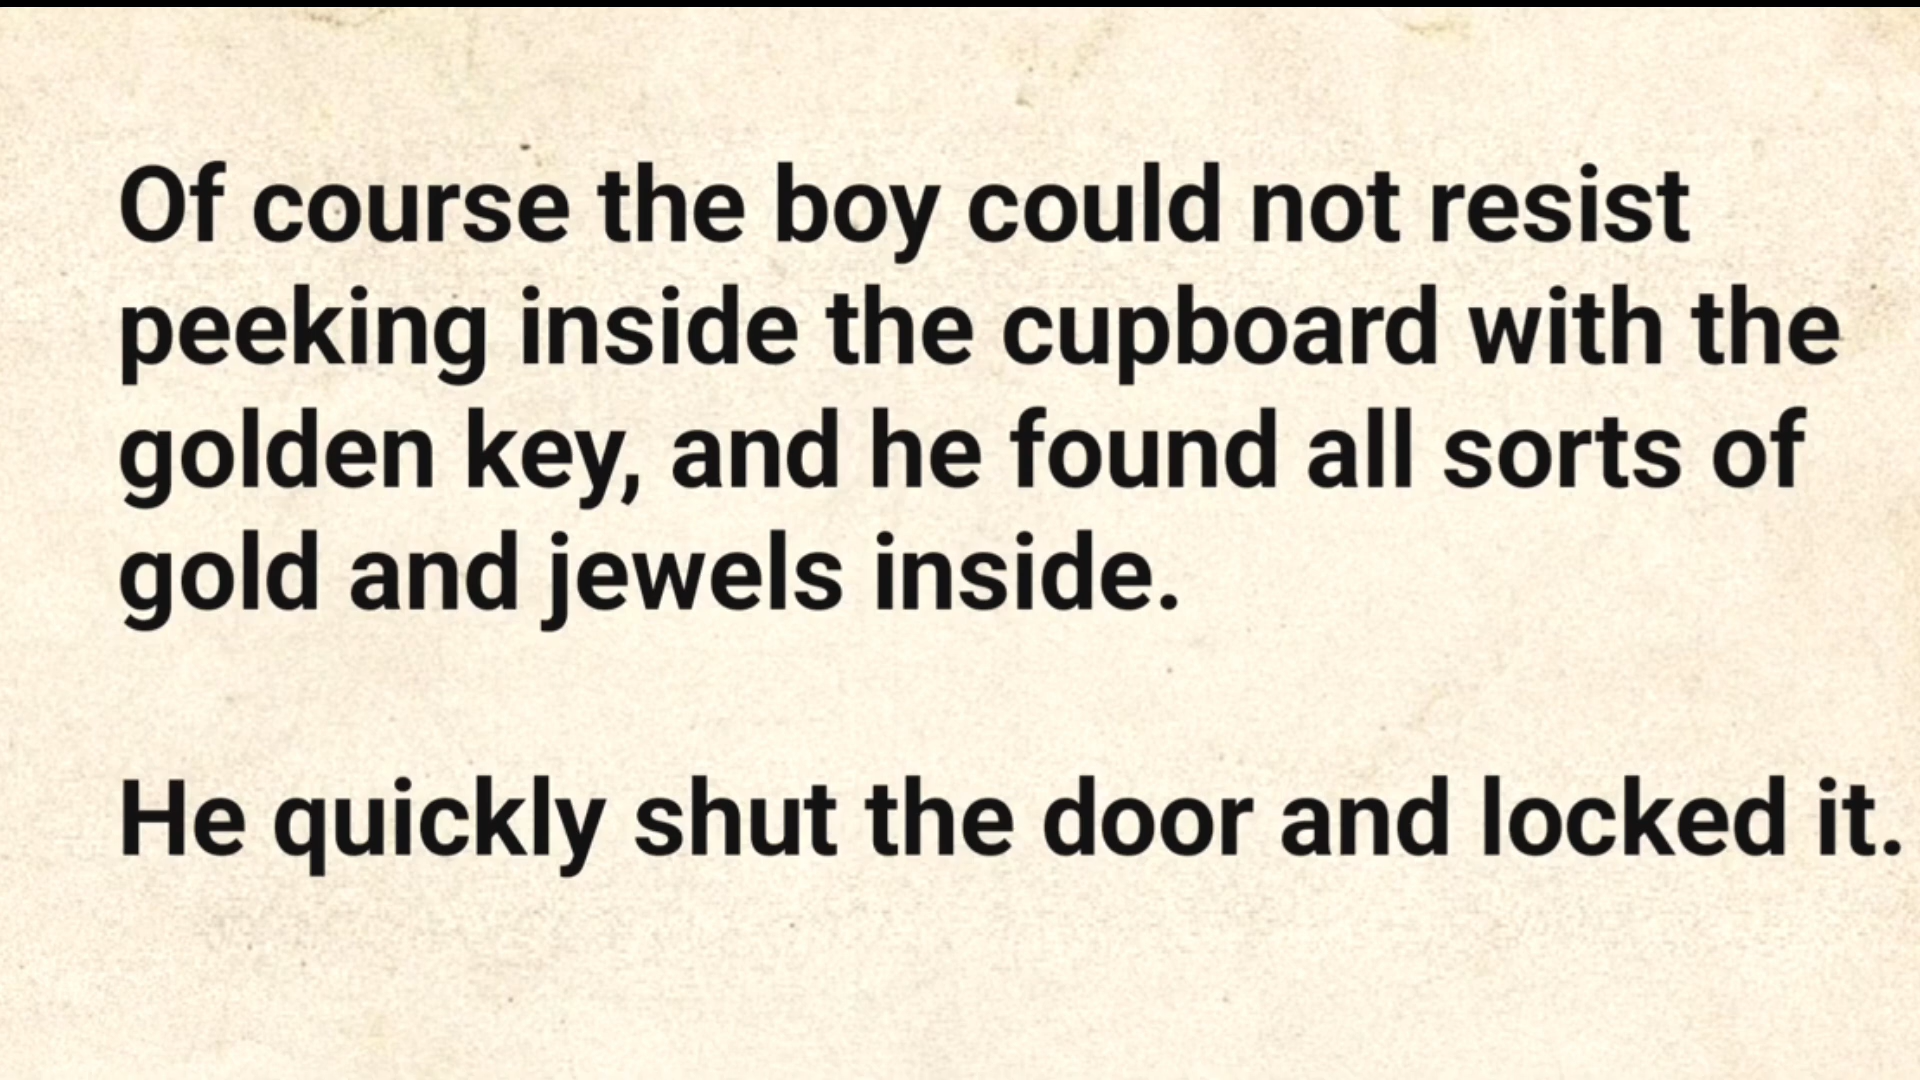 Of course the boy could not resist
peeking inside the cupboard with the
golden key, and he found all sorts of
gold and jewels inside.
He quickly shut the door and locked it.